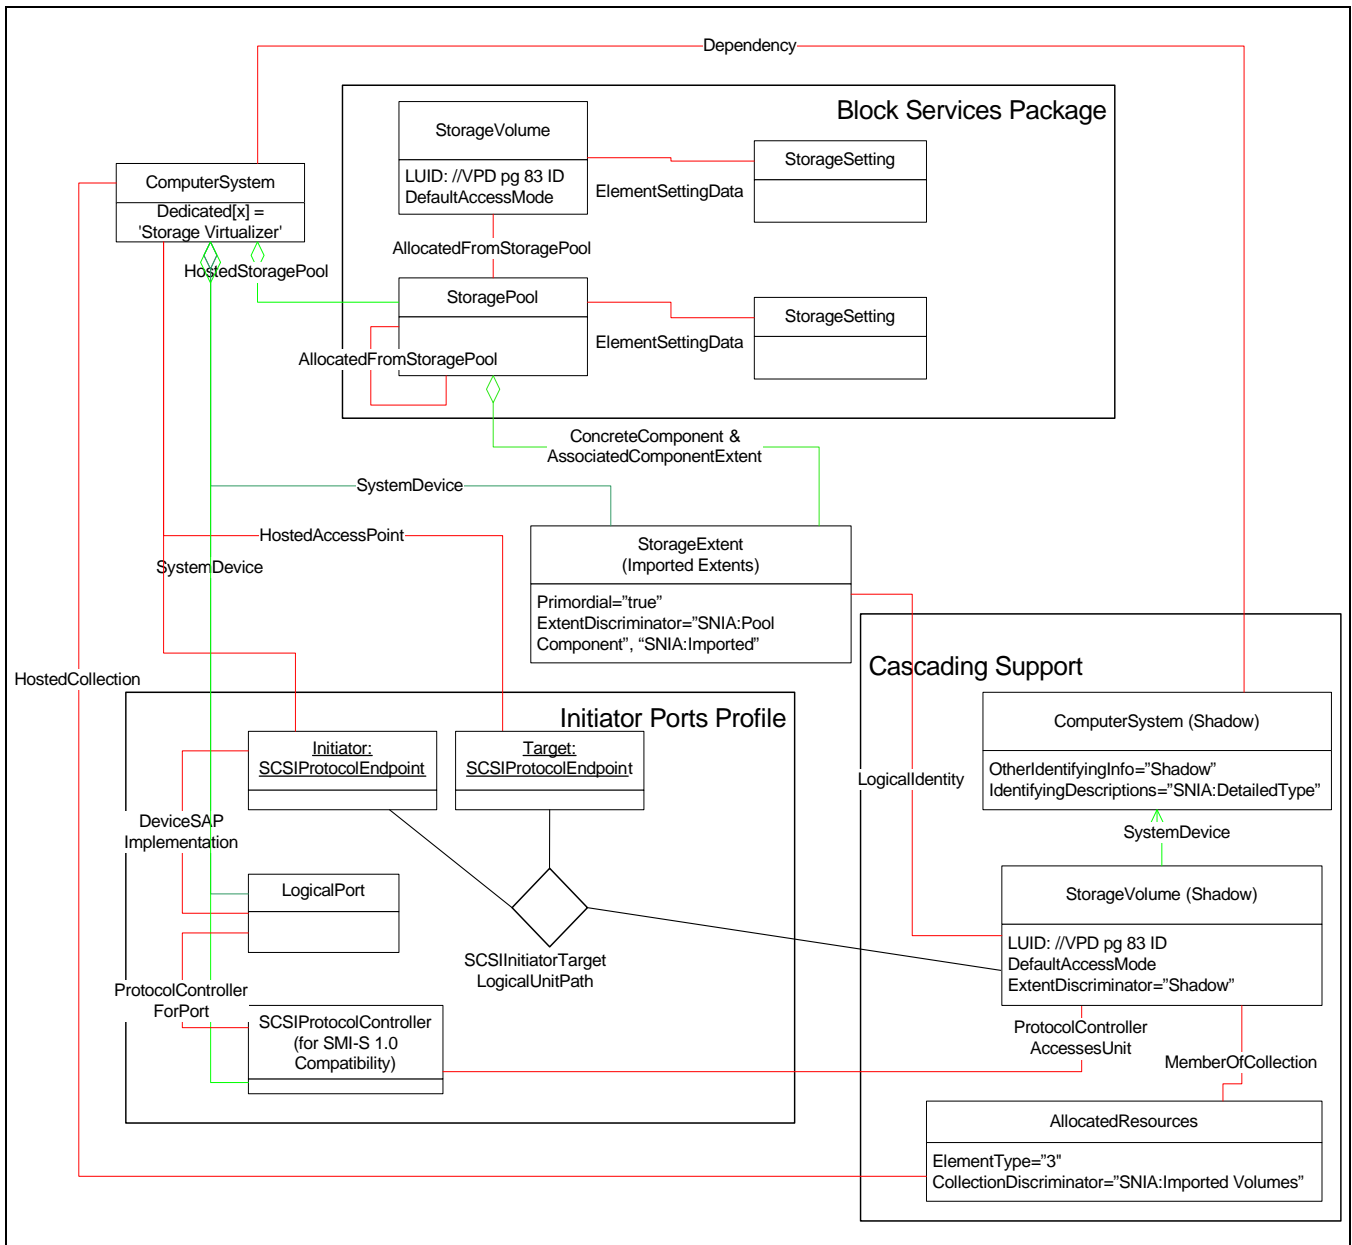 Dependency
Block Services Package
StorageVolume
LUID: //VPD pg 83 ID
DefaultAccessMode
StorageSetting
ElementSettingData
ComputerSystem
Dedicated[x] =
'Storage Virtualizer'
AllocatedFromStoragePool
HostedStoragePool
StoragePool
StorageSetting
ElementSettingData
AllocatedFromStoragePool
ConcreteComponent &
AssociatedComponentExtent
SystemDevice
HostedAccessPoint
StorageExtent
(Imported Extents)
SystemDevice
Primordial="true"
ExtentDiscriminator="SNIA:Pool
Component", “SNIA:Imported”
HostedCollection
Cascading Support
Initiator Ports Profile
ComputerSystem (Shadow)
OtherIdentifyingInfo="Shadow"
IdentifyingDescriptions="SNIA:DetailedType"
Initiator:
SCSIProtocolEndpoint
Target:
SCSIProtocolEndpoint
LogicalIdentity
DeviceSAP
Implementation
SystemDevice
LogicalPort
StorageVolume (Shadow)
LUID: //VPD pg 83 ID
DefaultAccessMode
ExtentDiscriminator="Shadow"
SCSIInitiatorTarget
LogicalUnitPath
ProtocolController
ForPort
SCSIProtocolController
(for SMI-S 1.0
Compatibility)
ProtocolController
AccessesUnit
MemberOfCollection
AllocatedResources
ElementType="3"
CollectionDiscriminator="SNIA:Imported Volumes"